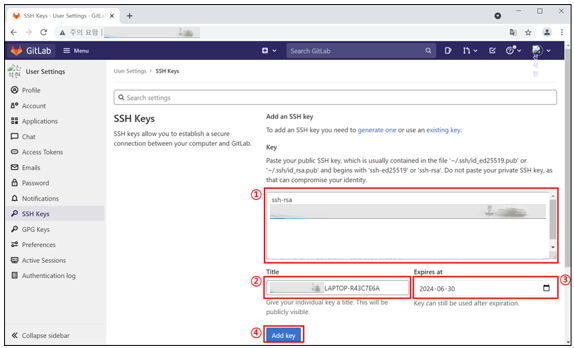 SSH Keys · User Settings · GitLab
주의 요함
GitLab
Menu
Search GitLab
User Settings
Profile
Account
Applications
Chat
Access Tokens
Emails
Password
Notifications
SSH Keys
GPG Keys
Preferences
Active Sessions
Authentication log
Collapse sidebar
User Settings > SSH Keys
Search settings
SSH Keys
SSH keys allow you to establish a secure
connection between your computer and GitLab.
Add an SSH key
To add an SSH key you need to generate one or use an existing key.
Key
Paste your public SSH key, which is usually contained in the file '~/.ssh/id_ed25519.pub' or
'~/.ssh/id_rsa.pub' and begins with 'ssh-ed25519' or 'ssh-rsa'. Do not paste your private SSH key, as
that can compromise your identity.
①
ssh-rsa
Title
②
LAPTOP-R43C7E6A
Give your individual key a title. This will be
publicly visible.
Expires at
③
2024-06-30
Key can still be used after expiration.
④
Add key